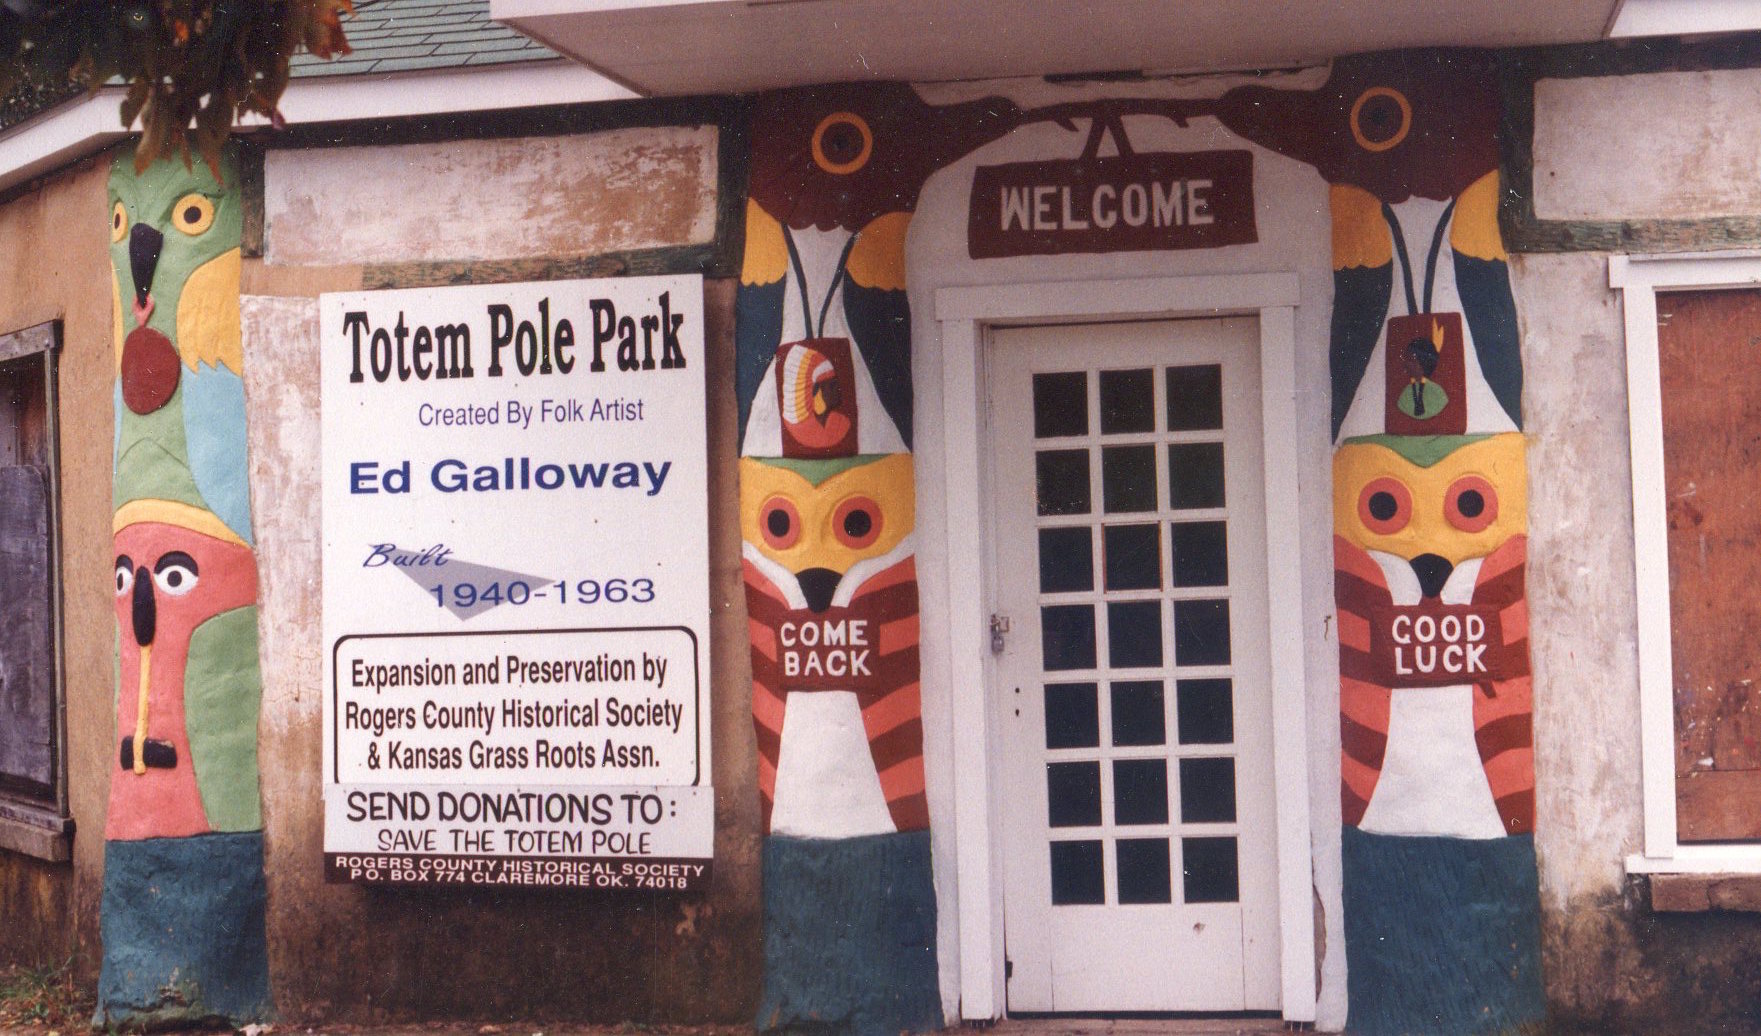 WELCOME
Totem Pole Park
Created By Folk Artist
Ed Galloway
Built
1940-1963
Expansion and Preservation by
Rogers County Historical Society
& Kansas Grass Roots Assn.
SEND DONATIONS TO:
SAVE THE TOTEM POLE
ROGERS COUNTY HISTORICAL SOCIETY
P.O. BOX 774 CLAREMORE OK. 74018
COME
BACK
GOOD
LUCK